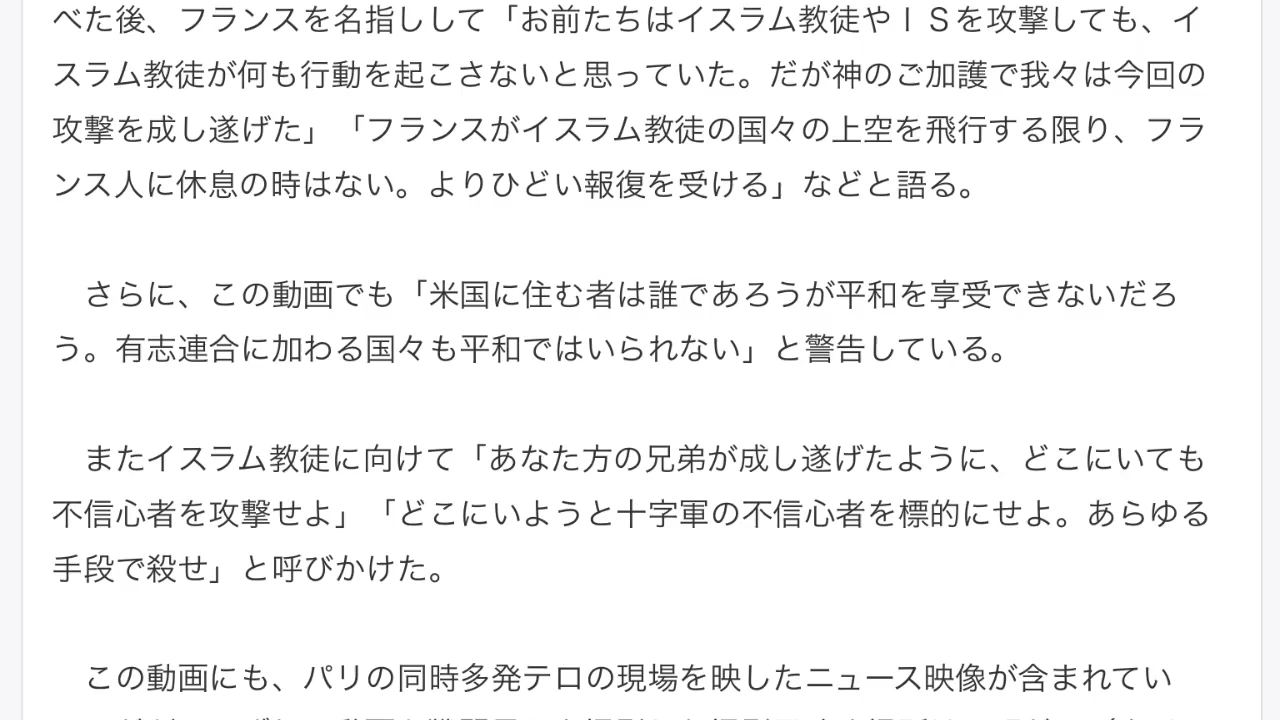 べた後、フランスを名指しして「お前たちはイスラム教徒やＩＳを攻撃しても、イ
スラム教徒が何も行動を起こさないと思っていた。だが神のご加護で我々は今回の
攻撃を成し遂げた」「フランスがイスラム教徒の国々の上空を飛行する限り、フラ
ンス人に休息の時はない。よりひどい報復を受ける」などと語る。
さらに、この動画でも「米国に住む者は誰であろうが平和を享受できないだろ
う。有志連合に加わる国々も平和ではいられない」と警告している。
またイスラム教徒に向けて「あなた方の兄弟が成し遂げたように、どこにいても
不信心者を攻撃せよ」「どこにいようと十字軍の不信心者を標的にせよ。あらゆる
手段で殺せ」と呼びかけた。
この動画にも、パリの同時多発テロの現場を映したニュース映像が含まれてい